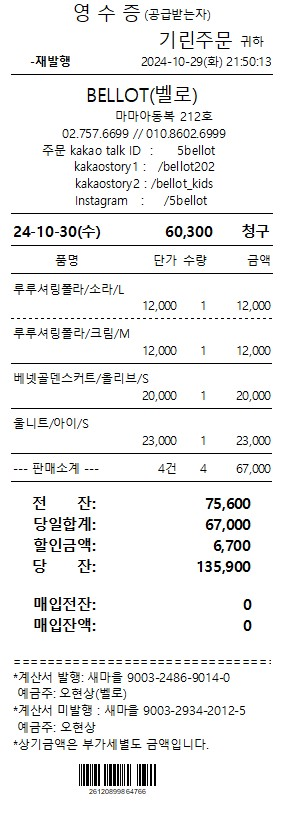 영 수 증 (공급받는자)
기린주문 귀하
-재발행 2024-10-29(화) 21:50:13
BELLOT(벨로)
마마아동복 212호
02.757.6699 // 010.8602.6999
주문 kakao talk ID : 5bellot
kakaostory1 : /bellot202
kakaostory2 : /bellot_kids
Instagram : /5bellot
24-10-30(수) 60,300 청구
품명 단가 수량 금액
루루셔링폴라/소라/L
12,000 1 12,000
루루셔링폴라/크림/M
12,000 1 12,000
베넷골덴스커트/올리브/S
20,000 1 20,000
울니트/아이/S
23,000 1 23,000
--- 판매소계 --- 4건 4 67,000
전 잔: 75,600
당일합계: 67,000
할인금액: 6,700
당 잔: 135,900
매입전잔: 0
매입잔액: 0
================================
*계산서 발행: 새마을 9003-2486-9014-0
예금주: 오현상(벨로)
*계산서 미발행 : 새마을 9003-2934-2012-5
예금주: 오현상
*상기금액은 부가세별도 금액입니다.
26120899864766